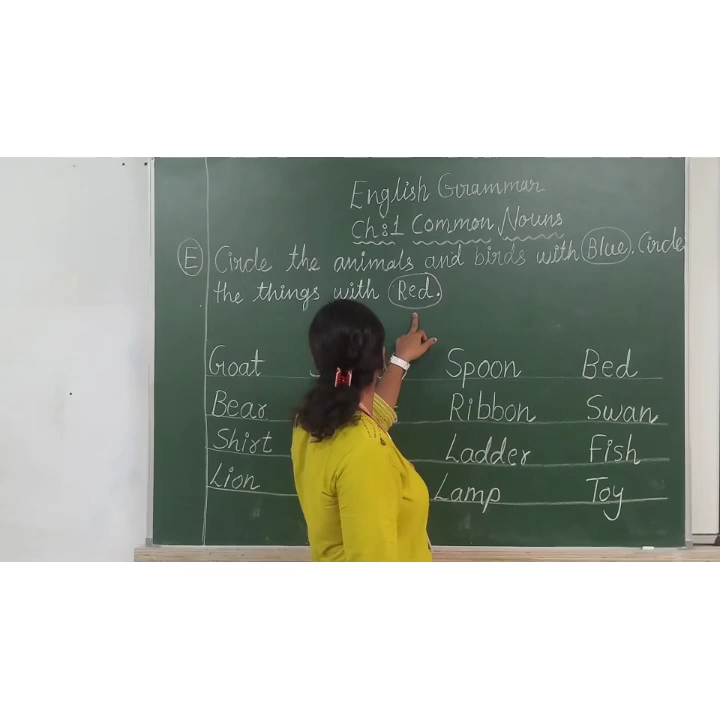 English Grammar
Ch:1 Common Nouns
E Circle the animals and birds with Blue. Circle
the things with Red.
Goat Spoon Bed
Bear Ribbon Swan
Shirt Ladder Fish
Lion Lamp Toy